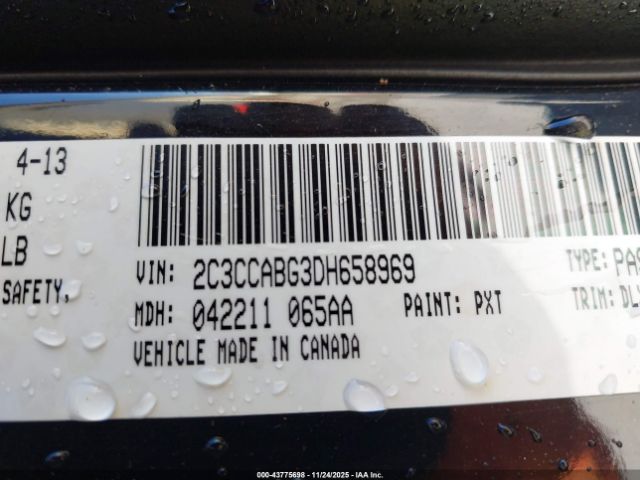 4-13
KG
LB
SAFETY,
VIN: 2C3CCABG3DH658969 TYPE: PAS
MDH: 042211 065AA PAINT: PXT TRIM: DL
VEHICLE MADE IN CANADA
000-43775698 - 11/24/2025 - IAA Inc.